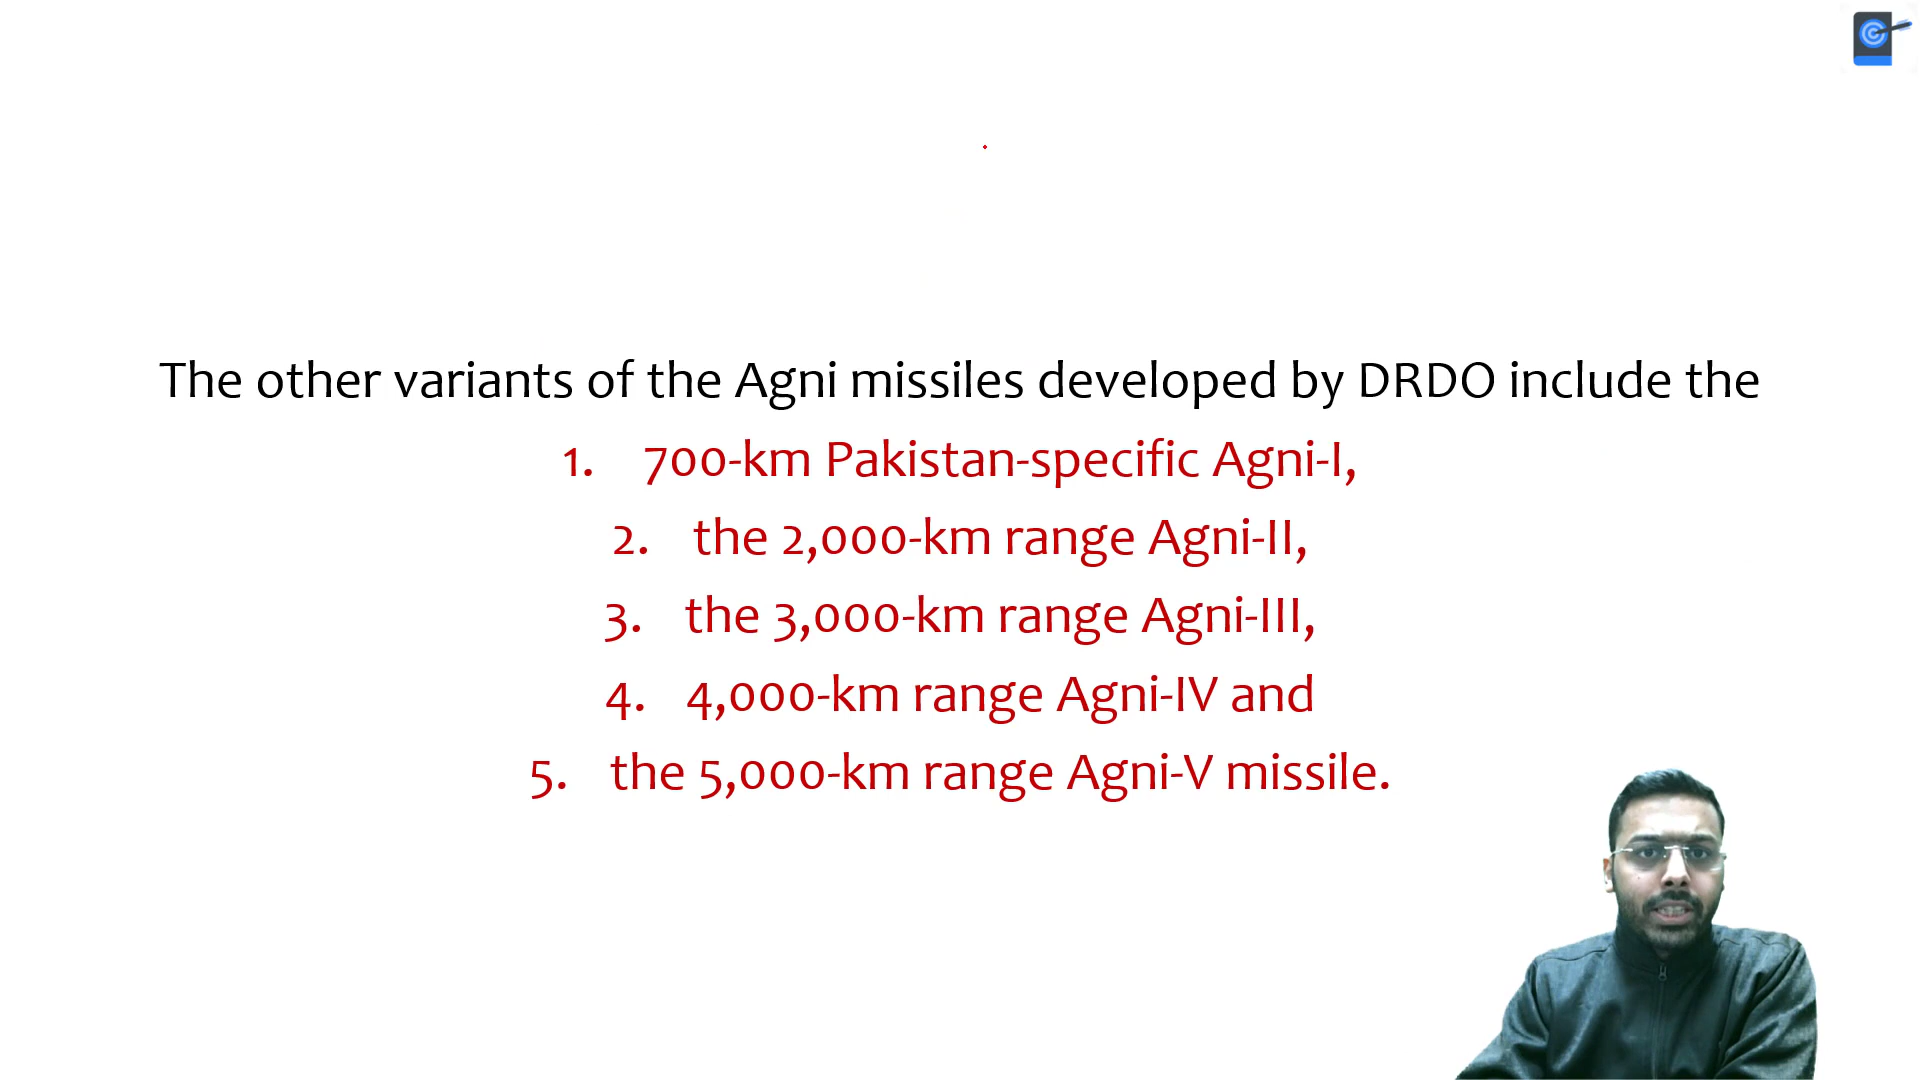 The other variants of the Agni missiles developed by DRDO include the
1. 700-km Pakistan-specific Agni-I,
2. the 2,000-km range Agni-II,
3. the 3,000-km range Agni-III,
4. 4,000-km range Agni-IV and
5. the 5,000-km range Agni-V missile.